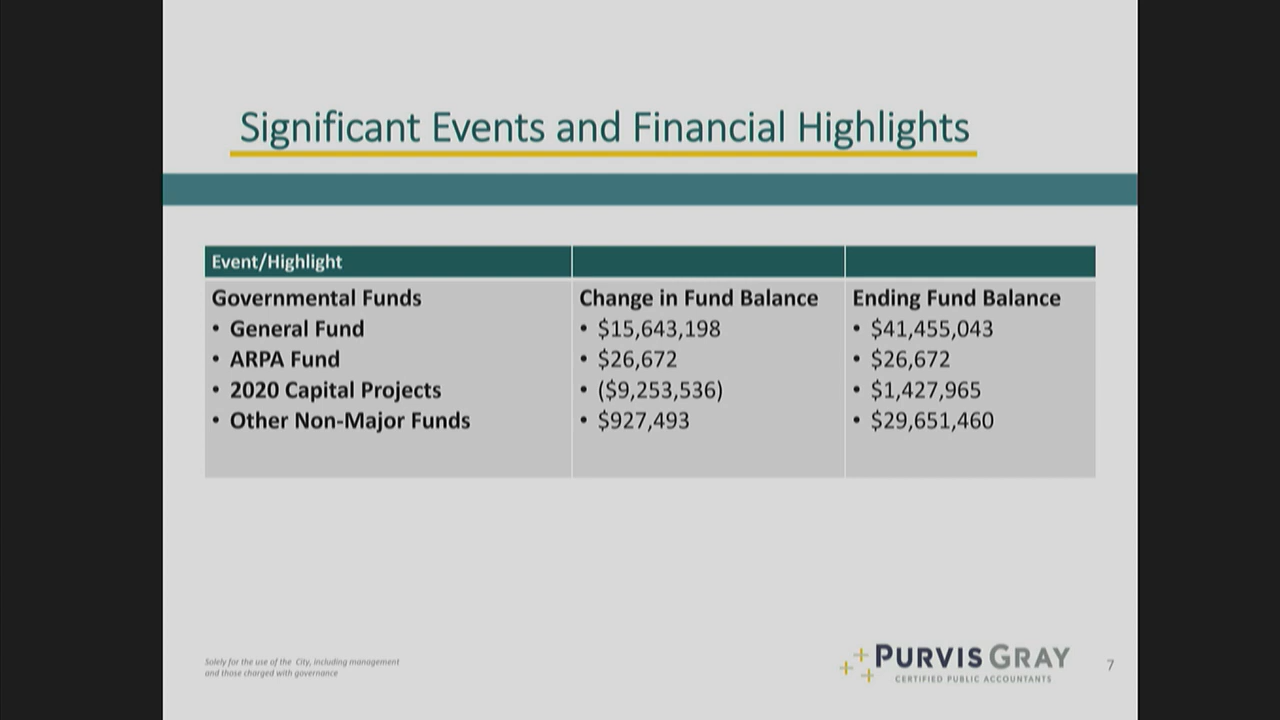 Significant Events and Financial Highlights
Event/Highlight
Governmental Funds
• General Fund
• ARPA Fund
• 2020 Capital Projects
• Other Non-Major Funds
Change in Fund Balance
• $15,643,198
• $26,672
• ($9,253,536)
• $927,493
Ending Fund Balance
• $41,455,043
• $26,672
• $1,427,965
• $29,651,460
Solely for the use of the City, including management
and those charged with governance
PURVIS GRAY
CERTIFIED PUBLIC ACCOUNTANTS
7